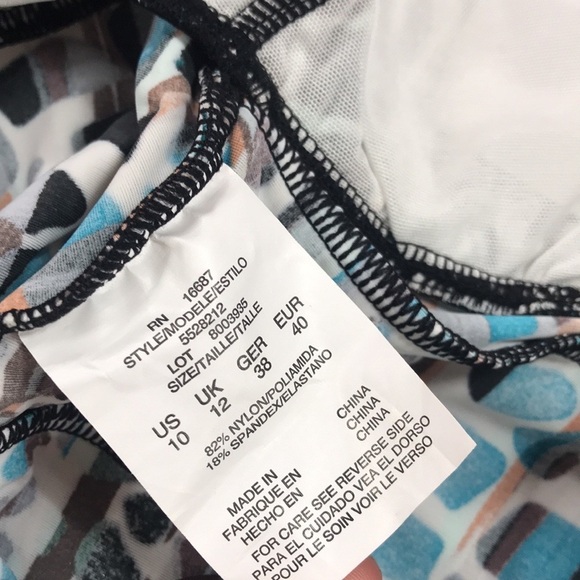 RN 16687
STYLE/MODELE/ESTILO
5528212
LOT 8003935
SIZE/TAILLE/TALLE
US UK GER EUR
10 12 38 40
82% NYLON/POLIAMIDA
18% SPANDEX/ELASTANO
MADE IN CHINA
FABRIQUE EN CHINA
HECHO EN CHINA
FOR CARE SEE REVERSE SIDE
PARA EL CUIDADO VEA EL DORSO
POUR LE SOIN VOIR LE VERSO